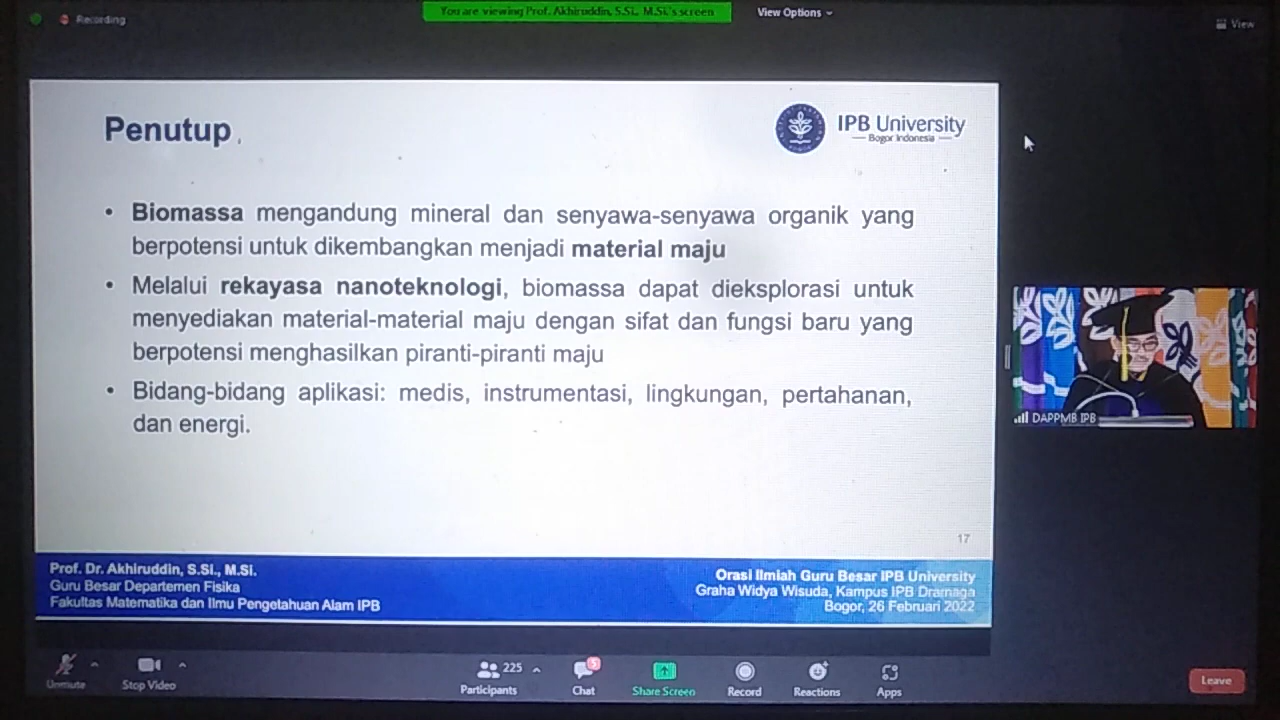 Recording
You are viewing Prof. Akhiruddin, S.Si., M.Si.'s screen
View Options
View
Penutup
IPB University
Bogor Indonesia
• Biomassa mengandung mineral dan senyawa-senyawa organik yang
berpotensi untuk dikembangkan menjadi material maju
• Melalui rekayasa nanoteknologi, biomassa dapat dieksplorasi untuk
menyediakan material-material maju dengan sifat dan fungsi baru yang
berpotensi menghasilkan piranti-piranti maju
• Bidang-bidang aplikasi: medis, instrumentasi, lingkungan, pertahanan,
dan energi.
DAPPMB IPB
17
Prof. Dr. Akhiruddin, S.Si., M.Si.
Guru Besar Departemen Fisika
Fakultas Matematika dan Ilmu Pengetahuan Alam IPB
Orasi Ilmiah Guru Besar IPB University
Graha Widya Wisuda, Kampus IPB Dramaga
Bogor, 26 Februari 2022
Unmute
Stop Video
225
Participants
5
Chat
Share Screen
Record
Reactions
Apps
Leave